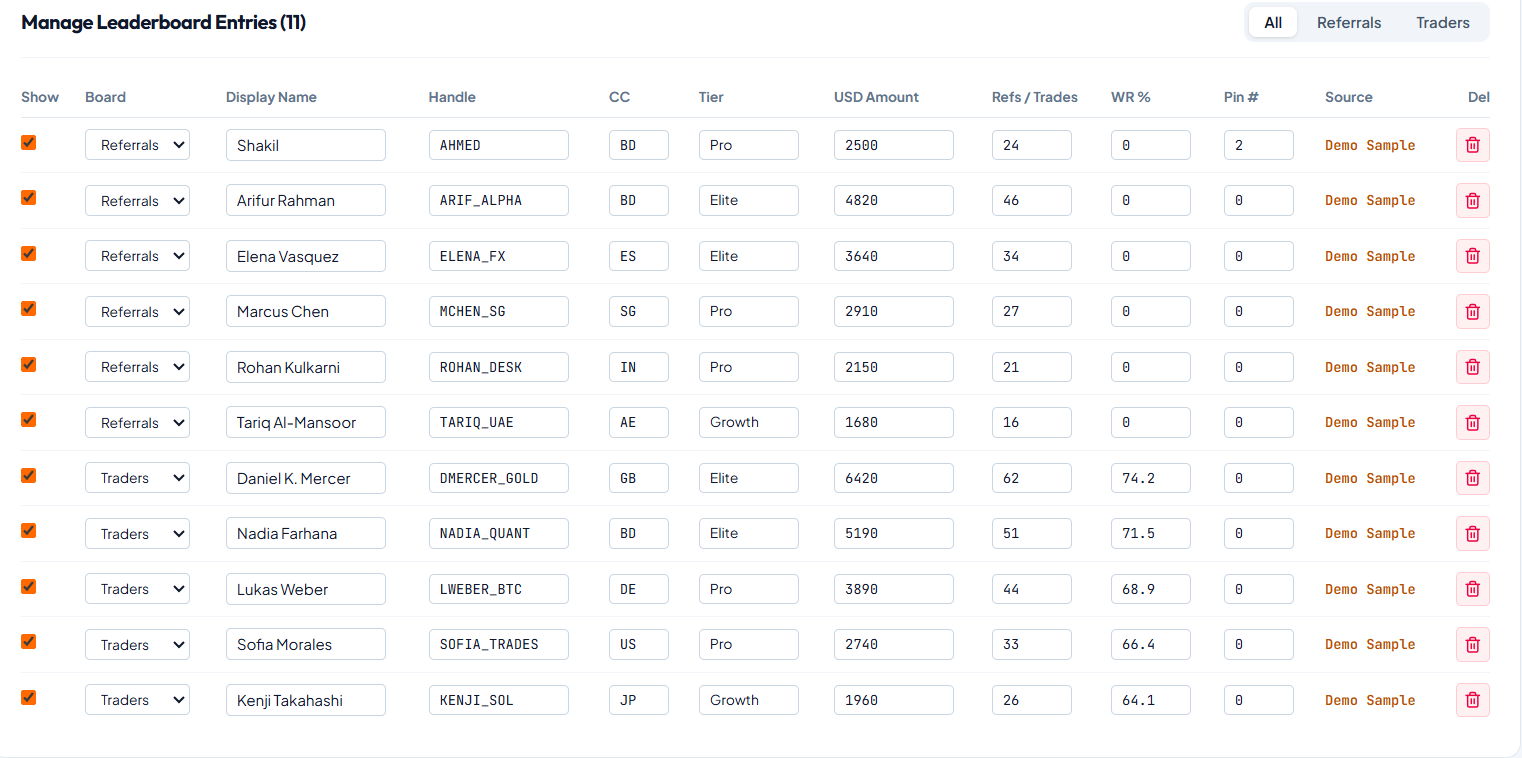 Manage Leaderboard Entries (11) All Referrals Traders
Show Board Display Name Handle CC Tier USD Amount Refs / Trades WR % Pin # Source Del
Referrals Shakil AHMED BD Pro 2500 24 0 2 Demo Sample
Referrals Arifur Rahman ARIF_ALPHA BD Elite 4820 46 0 0 Demo Sample
Referrals Elena Vasquez ELENA_FX ES Elite 3640 34 0 0 Demo Sample
Referrals Marcus Chen MCHEN_SG SG Pro 2910 27 0 0 Demo Sample
Referrals Rohan Kulkarni ROHAN_DESK IN Pro 2150 21 0 0 Demo Sample
Referrals Tariq Al-Mansoor TARIQ_UAE AE Growth 1680 16 0 0 Demo Sample
Traders Daniel K. Mercer DMERCER_GOLD GB Elite 6420 62 74.2 0 Demo Sample
Traders Nadia Farhana NADIA_QUANT BD Elite 5190 51 71.5 0 Demo Sample
Traders Lukas Weber LWEBER_BTC DE Pro 3890 44 68.9 0 Demo Sample
Traders Sofia Morales SOFIA_TRADES US Pro 2740 33 66.4 0 Demo Sample
Traders Kenji Takahashi KENJI_SOL JP Growth 1960 26 64.1 0 Demo Sample